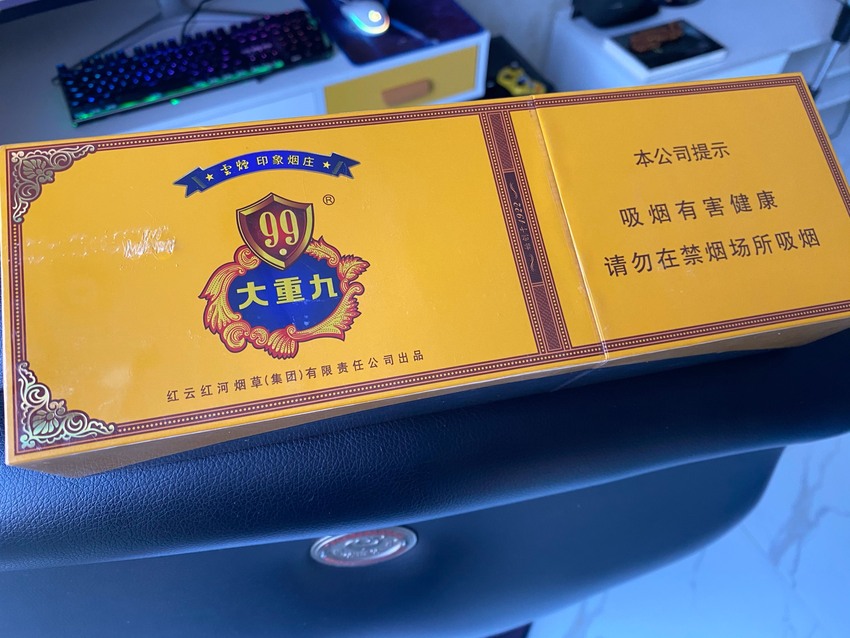 雲煙 印象烟庄
®
99
大重九
红云红河烟草(集团)有限责任公司出品
本公司提示
吸烟有害健康
请勿在禁烟场所吸烟